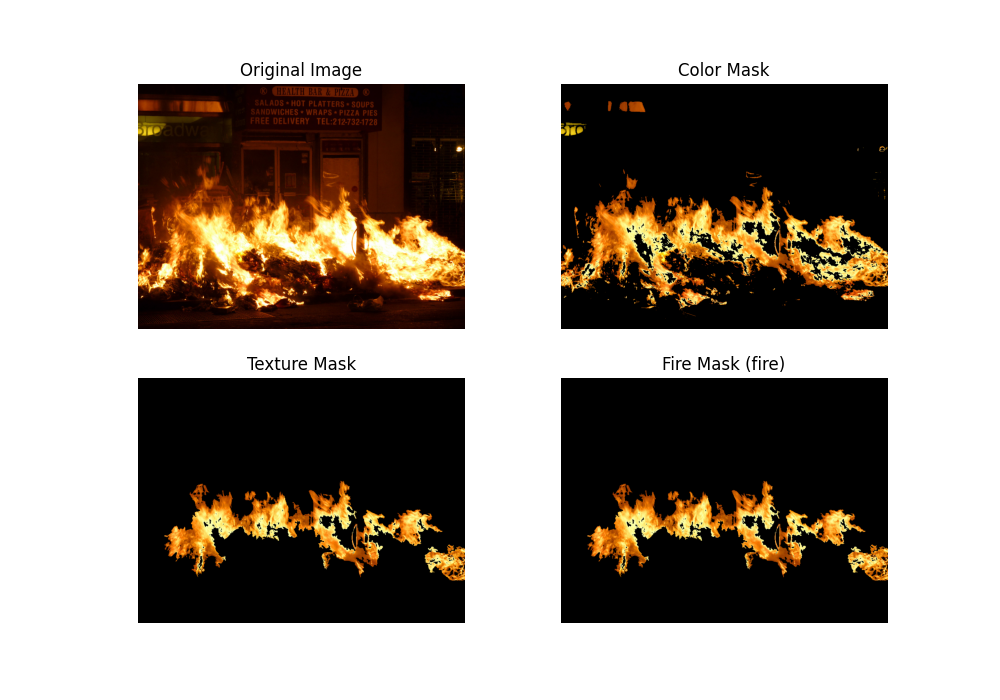 Original Image
Color Mask
HEALTH BAR & PIZZA
SALADS • HOT PLATTERS • SOUPS
SANDWICHES • WRAPS • PIZZA PIES
FREE DELIVERY TEL:212-732-1728
Broadwa
Bro
Texture Mask
Fire Mask (fire)